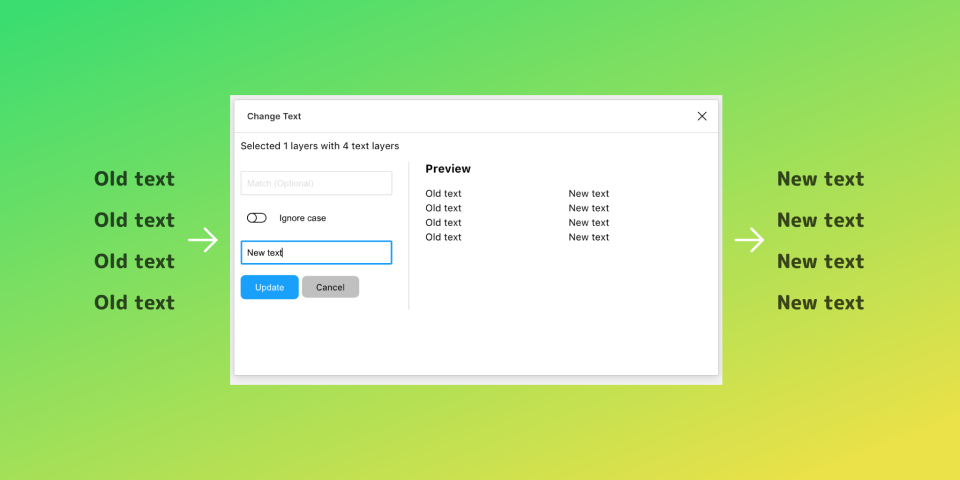 Old text
Old text
Old text
Old text
Change Text
Selected 1 layers with 4 text layers
Match (Optional)
Ignore case
New text
Update Cancel
Preview
Old text New text
Old text New text
Old text New text
Old text New text
New text
New text
New text
New text